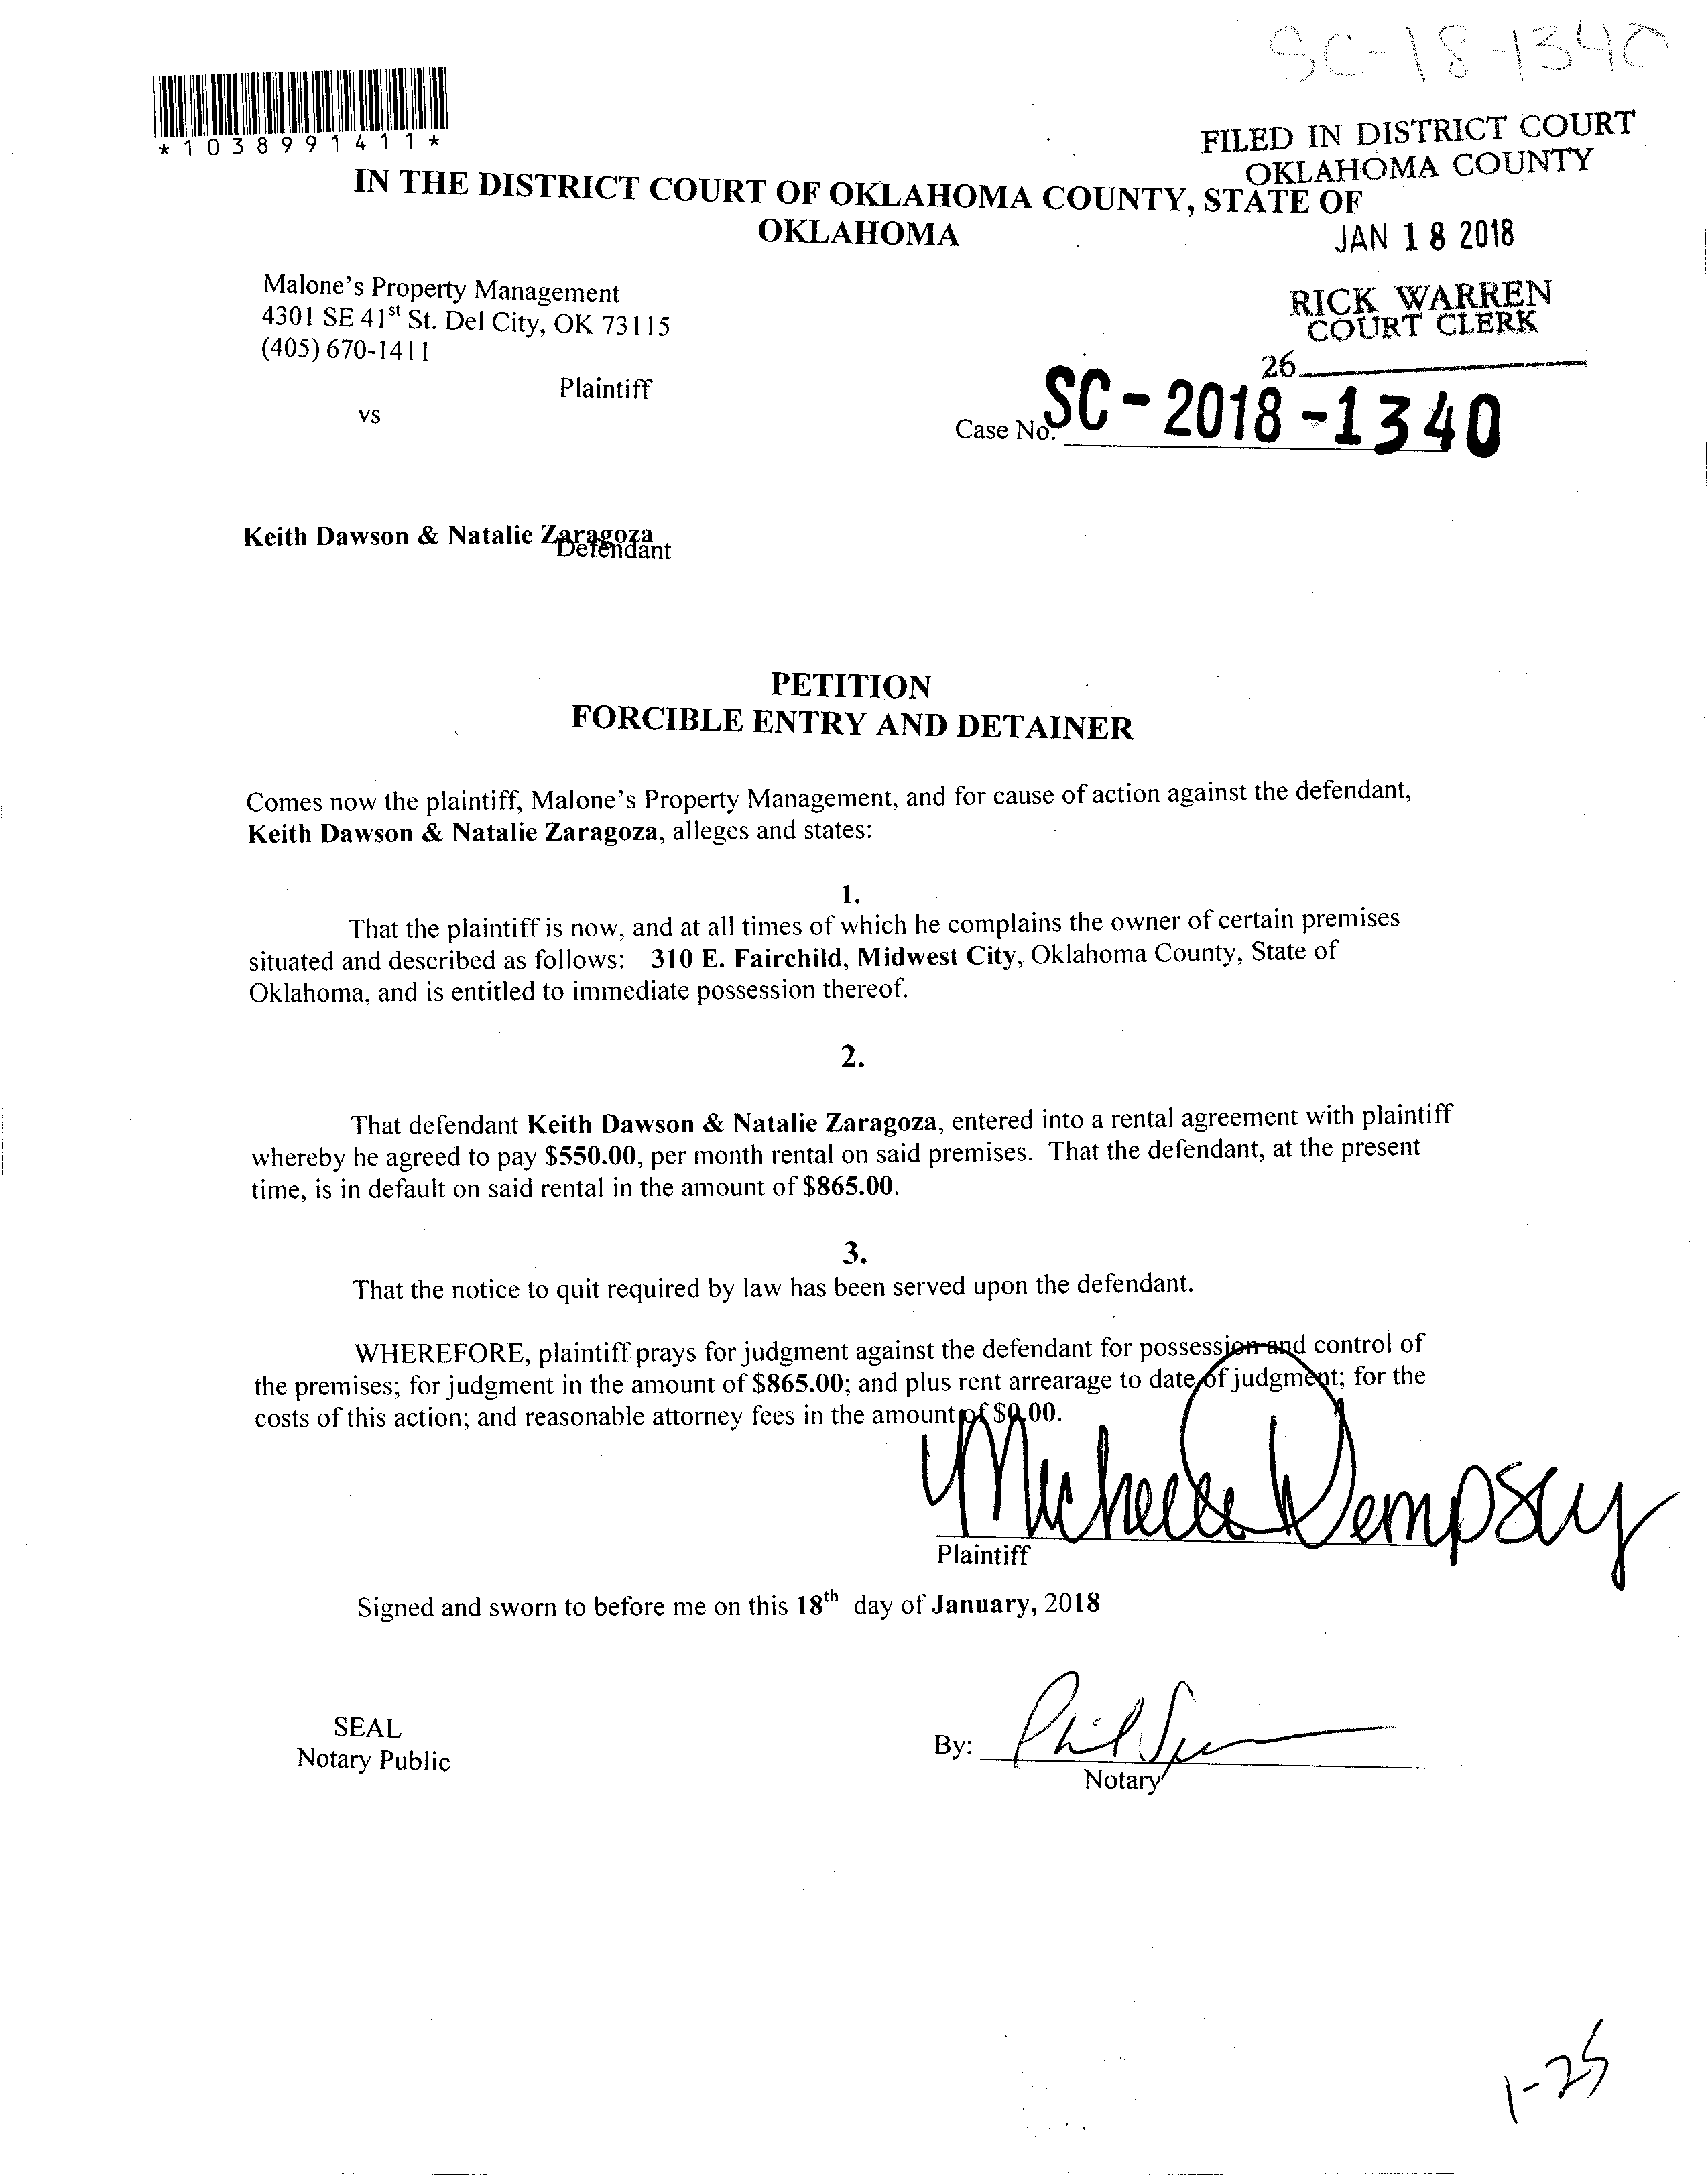 SC-18-1340
*1038991411*
FILED IN DISTRICT COURT
OKLAHOMA COUNTY
IN THE DISTRICT COURT OF OKLAHOMA COUNTY, STATE OF
OKLAHOMA
JAN 18 2018
Malone's Property Management
4301 SE 41st St. Del City, OK 73115
(405) 670-1411
RICK WARREN
COURT CLERK
26
Plaintiff
vs
Case No. SC-2018-1340
Keith Dawson & Natalie Zaragoza
Defendant
PETITION
FORCIBLE ENTRY AND DETAINER
Comes now the plaintiff, Malone's Property Management, and for cause of action against the defendant,
Keith Dawson & Natalie Zaragoza, alleges and states:
1.
That the plaintiff is now, and at all times of which he complains the owner of certain premises
situated and described as follows: 310 E. Fairchild, Midwest City, Oklahoma County, State of
Oklahoma, and is entitled to immediate possession thereof.
2.
That defendant Keith Dawson & Natalie Zaragoza, entered into a rental agreement with plaintiff
whereby he agreed to pay $550.00, per month rental on said premises. That the defendant, at the present
time, is in default on said rental in the amount of $865.00.
3.
That the notice to quit required by law has been served upon the defendant.
WHEREFORE, plaintiff prays for judgment against the defendant for possession and control of
the premises; for judgment in the amount of $865.00; and plus rent arrearage to date of judgment; for the
costs of this action; and reasonable attorney fees in the amount of $0.00.
Michelle Dempsey
Plaintiff
Signed and sworn to before me on this 18th day of January, 2018
SEAL
Notary Public
By: Phil
Notary
1-25